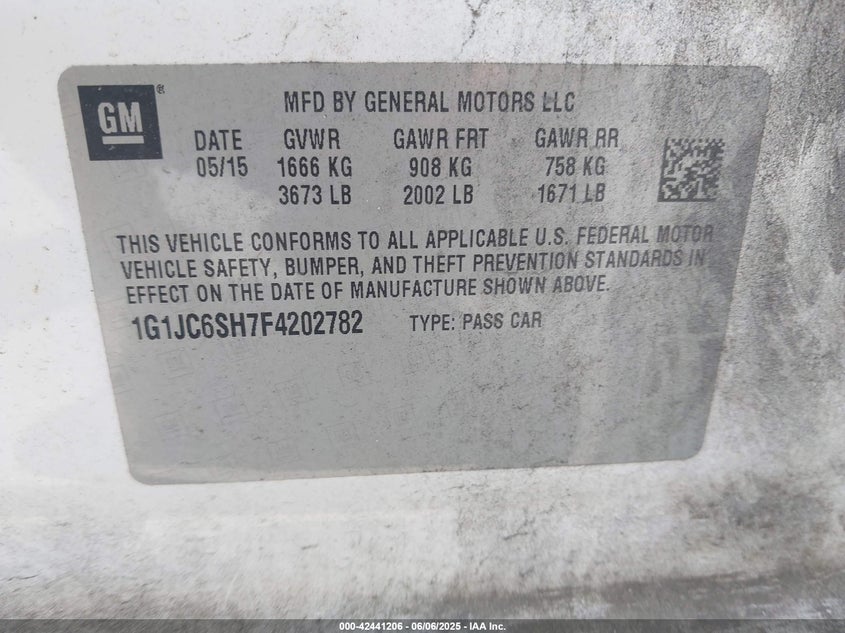 GM®
MFD BY GENERAL MOTORS LLC
DATE GVWR GAWR FRT GAWR RR
05/15 1666 KG 908 KG 758 KG
3673 LB 2002 LB 1671 LB
THIS VEHICLE CONFORMS TO ALL APPLICABLE U.S. FEDERAL MOTOR
VEHICLE SAFETY, BUMPER, AND THEFT PREVENTION STANDARDS IN
EFFECT ON THE DATE OF MANUFACTURE SHOWN ABOVE.
1G1JC6SH7F4202782 TYPE: PASS CAR
000-42441206 - 06/06/2025 - IAA Inc.